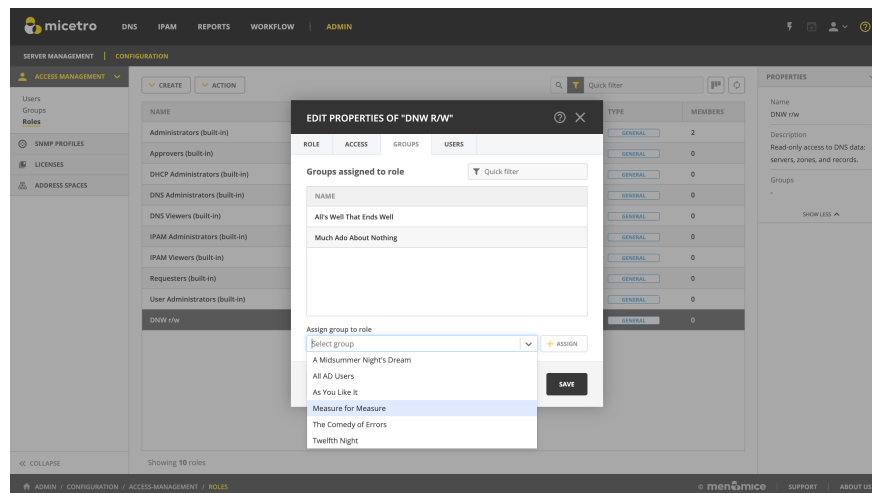 micetro
DNS IPAM REPORTS WORKFLOW ADMIN
SERVER MANAGEMENT CONFIGURATION
ACCESS MANAGEMENT
Users
Groups
Roles
SNMP PROFILES
LICENSES
ADDRESS SPACES
COLLAPSE
CREATE ACTION Quick filter
NAME TYPE MEMBERS
Administrators (built-in) GENERAL 2
Approvers (built-in) GENERAL 0
DHCP Administrators (built-in) GENERAL 0
DNS Administrators (built-in) GENERAL 0
DNS Viewers (built-in) GENERAL 0
IPAM Administrators (built-in) GENERAL 0
IPAM Viewers (built-in) GENERAL 0
Requesters (built-in) GENERAL 0
User Administrators (built-in) GENERAL 0
DNW r/w GENERAL 0
Showing 10 roles
EDIT PROPERTIES OF "DNW R/W"
ROLE ACCESS GROUPS USERS
Groups assigned to role Quick filter
NAME
All's Well That Ends Well
Much Ado About Nothing
Assign group to role
Select group + ASSIGN
A Midsummer Night's Dream
All AD Users
As You Like It
Measure for Measure
The Comedy of Errors
Twelfth Night
SAVE
PROPERTIES
Name
DNW r/w
Description
Read-only access to DNS data:
servers, zones, and records.
Groups
-
SHOW LESS
ADMIN / CONFIGURATION / ACCESS-MANAGEMENT / ROLES
© men&mice SUPPORT ABOUT US